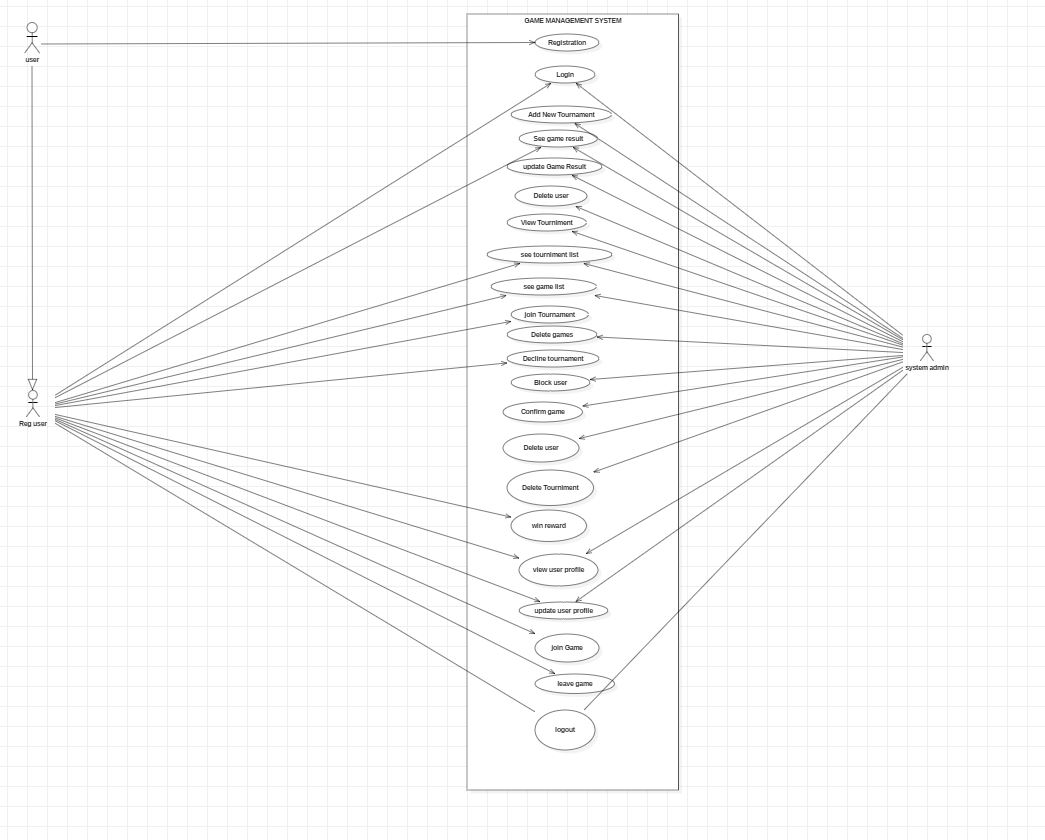 GAME MANAGEMENT SYSTEM
user
Registration
Login
Add New Tournament
See game result
update Game Result
Delete user
View Tourniment
see tourniment list
see game list
Join Tournament
Delete games
Decline tournament
Block user
system admin
Reg user
Confirm game
Delete user
Delete Tourniment
win reward
view user profile
update user profile
Join Game
leave game
logout